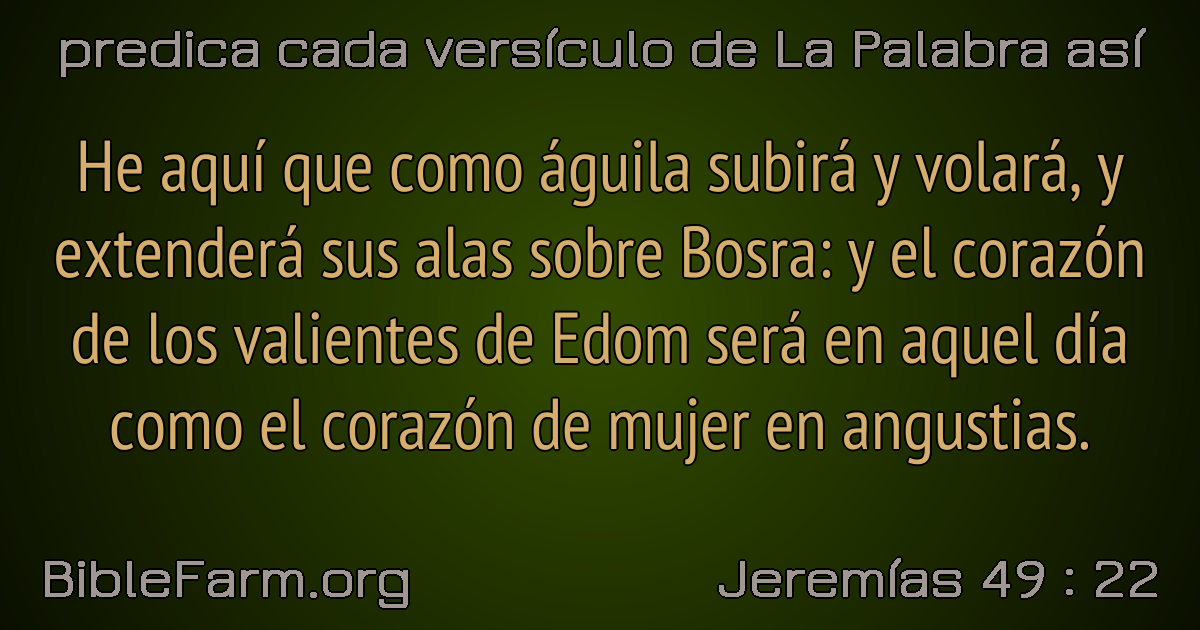 predica cada versículo de La Palabra así
He aquí que como águila subirá y volará, y
extenderá sus alas sobre Bosra: y el corazón
de los valientes de Edom será en aquel día
como el corazón de mujer en angustias.
BibleFarm.org
Jeremías 49 : 22